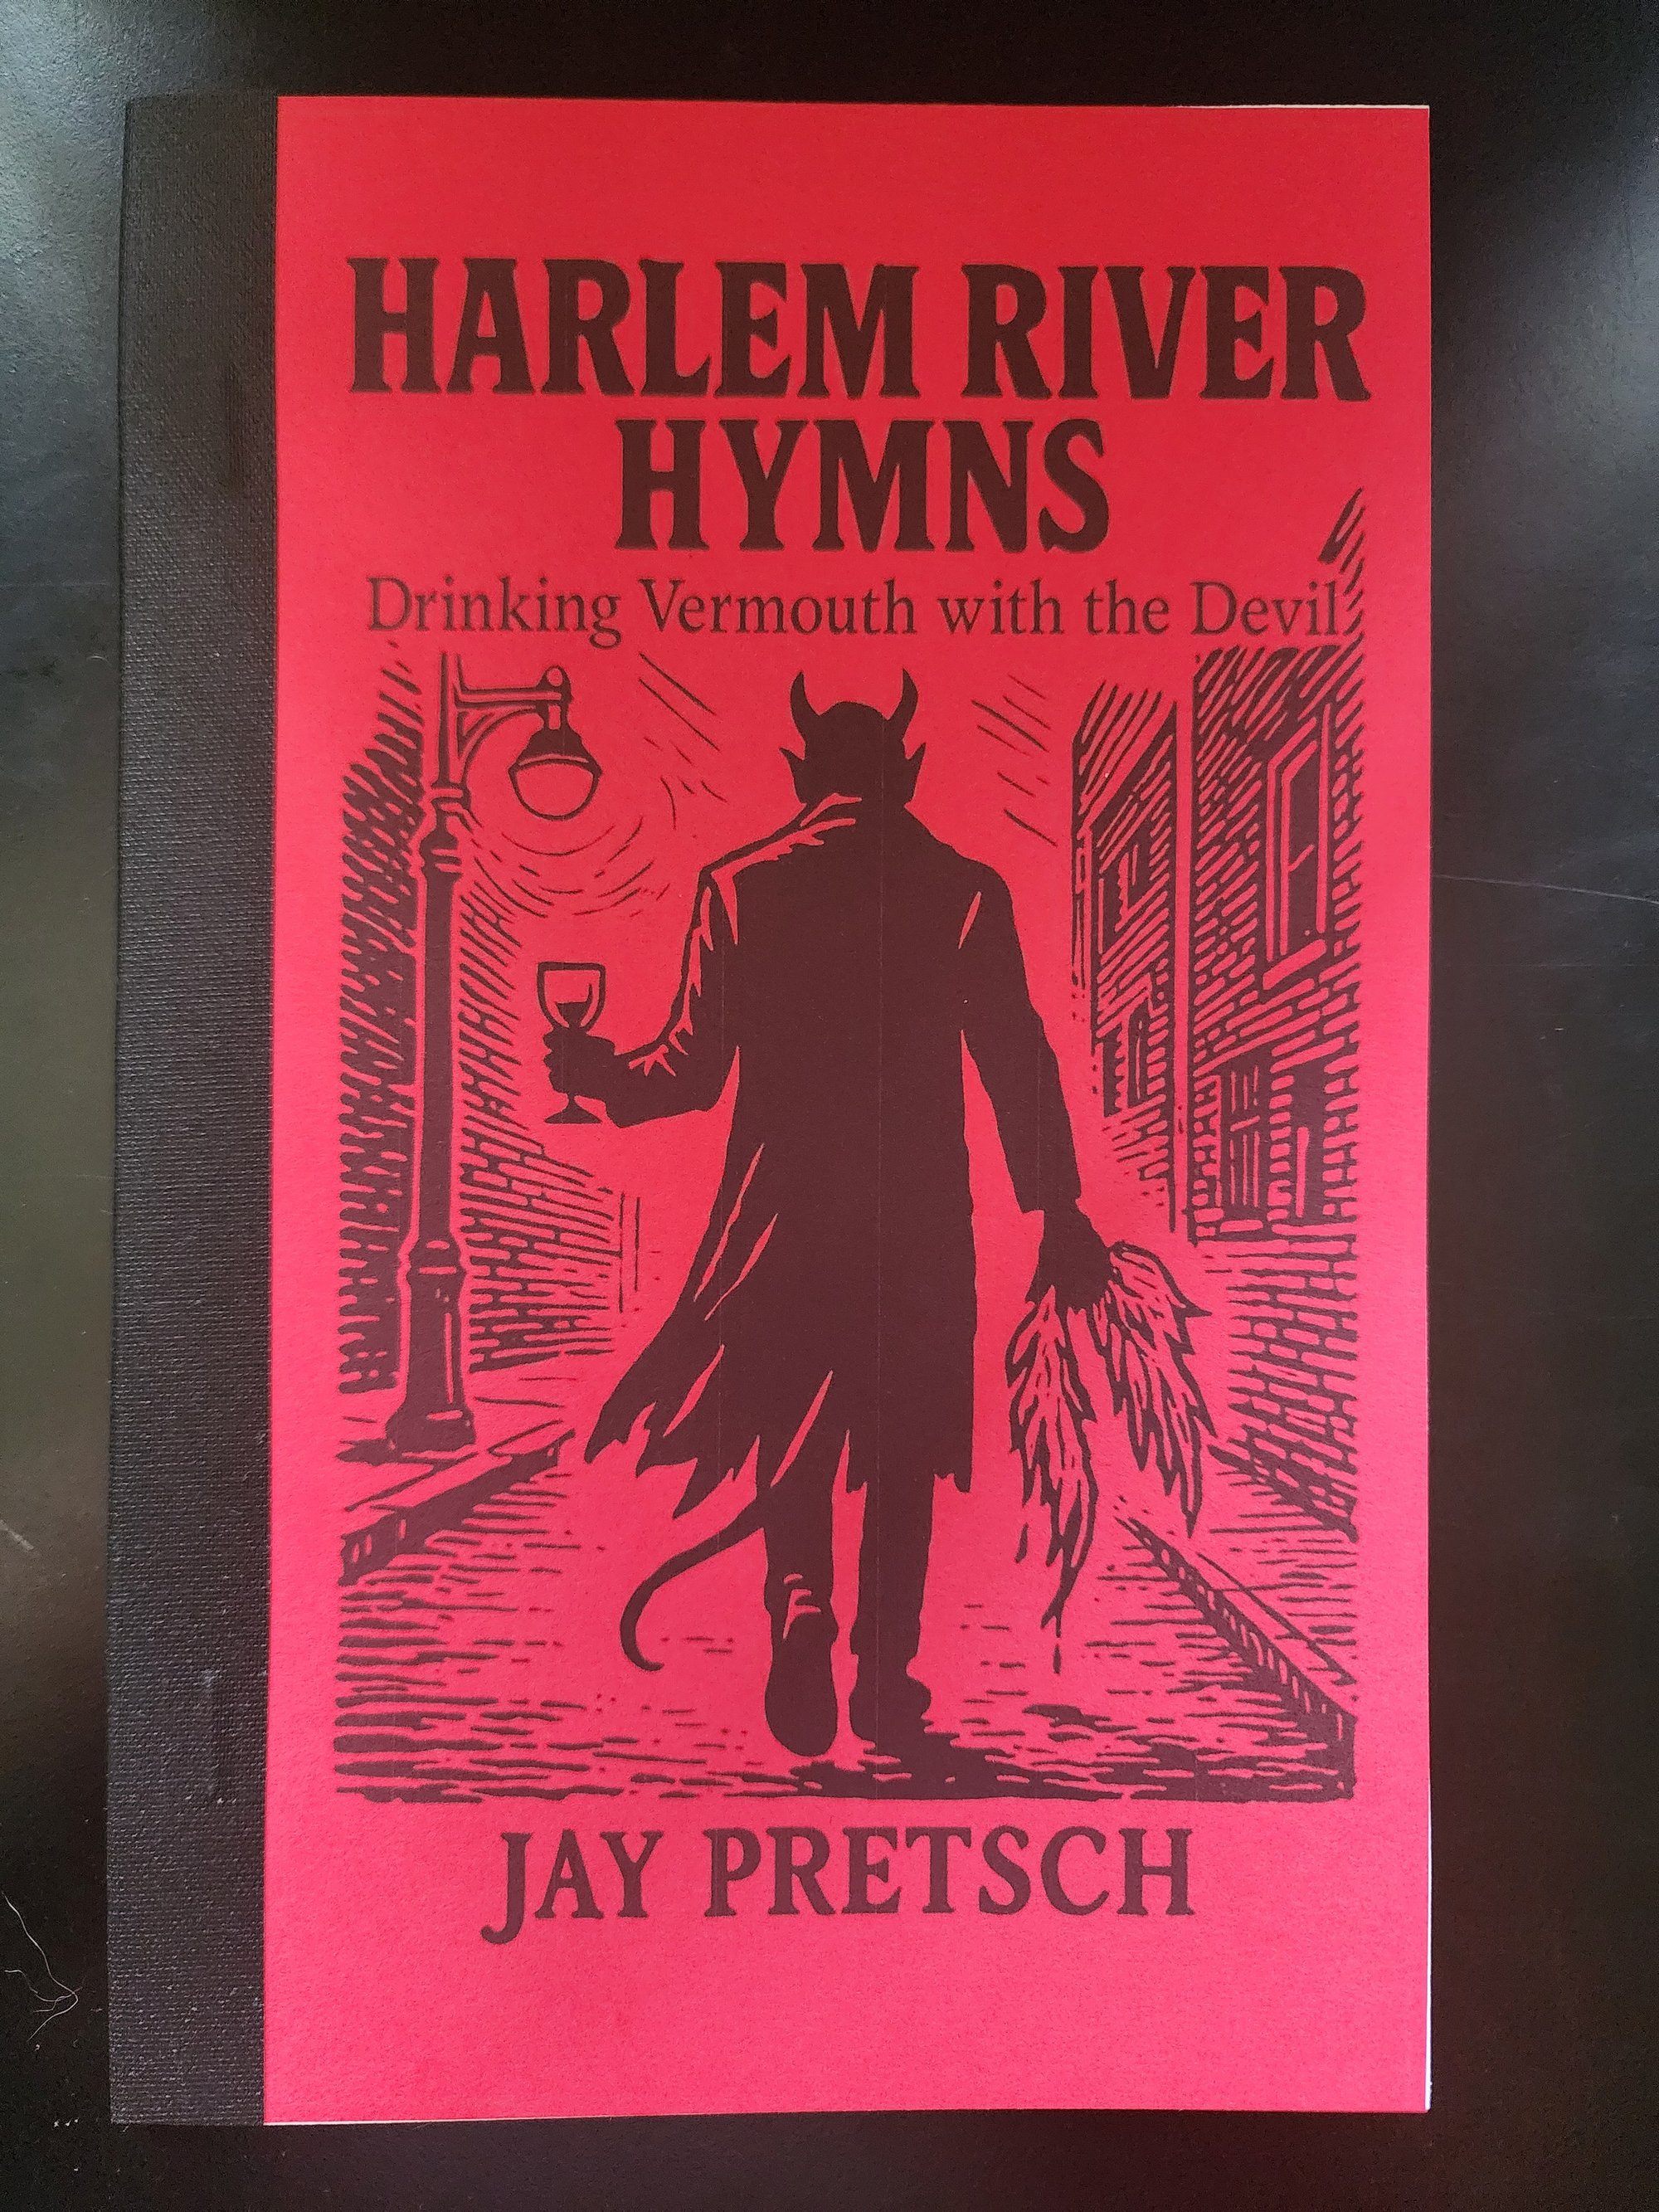 HARLEM RIVER
HYMNS
Drinking Vermouth with the Devil
JAY PRETSCH